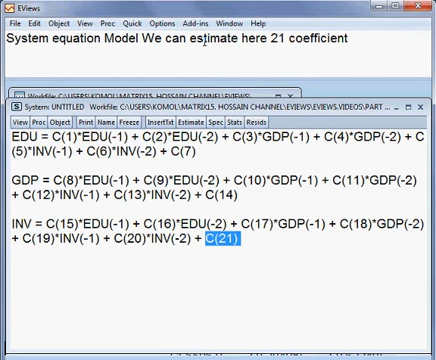 EViews
File Edit Object View Proc Quick Options Add-ins Window Help
System equation Model We can estimate here 21 coefficient
System: UNTITLED Workfile: C:\USERS\KOMOL\MATRIX\15. HOSSAIN CHANNEL\EVIEWS.VIDEOS\PART
View Proc Object Print Name Freeze InsertTxt Estimate Spec Stats Resids
EDU = C(1)*EDU(-1) + C(2)*EDU(-2) + C(3)*GDP(-1) + C(4)*GDP(-2) + C
(5)*INV(-1) + C(6)*INV(-2) + C(7)
GDP = C(8)*EDU(-1) + C(9)*EDU(-2) + C(10)*GDP(-1) + C(11)*GDP(-2)
+ C(12)*INV(-1) + C(13)*INV(-2) + C(14)
INV = C(15)*EDU(-1) + C(16)*EDU(-2) + C(17)*GDP(-1) + C(18)*GDP(-2)
+ C(19)*INV(-1) + C(20)*INV(-2) + C(21)